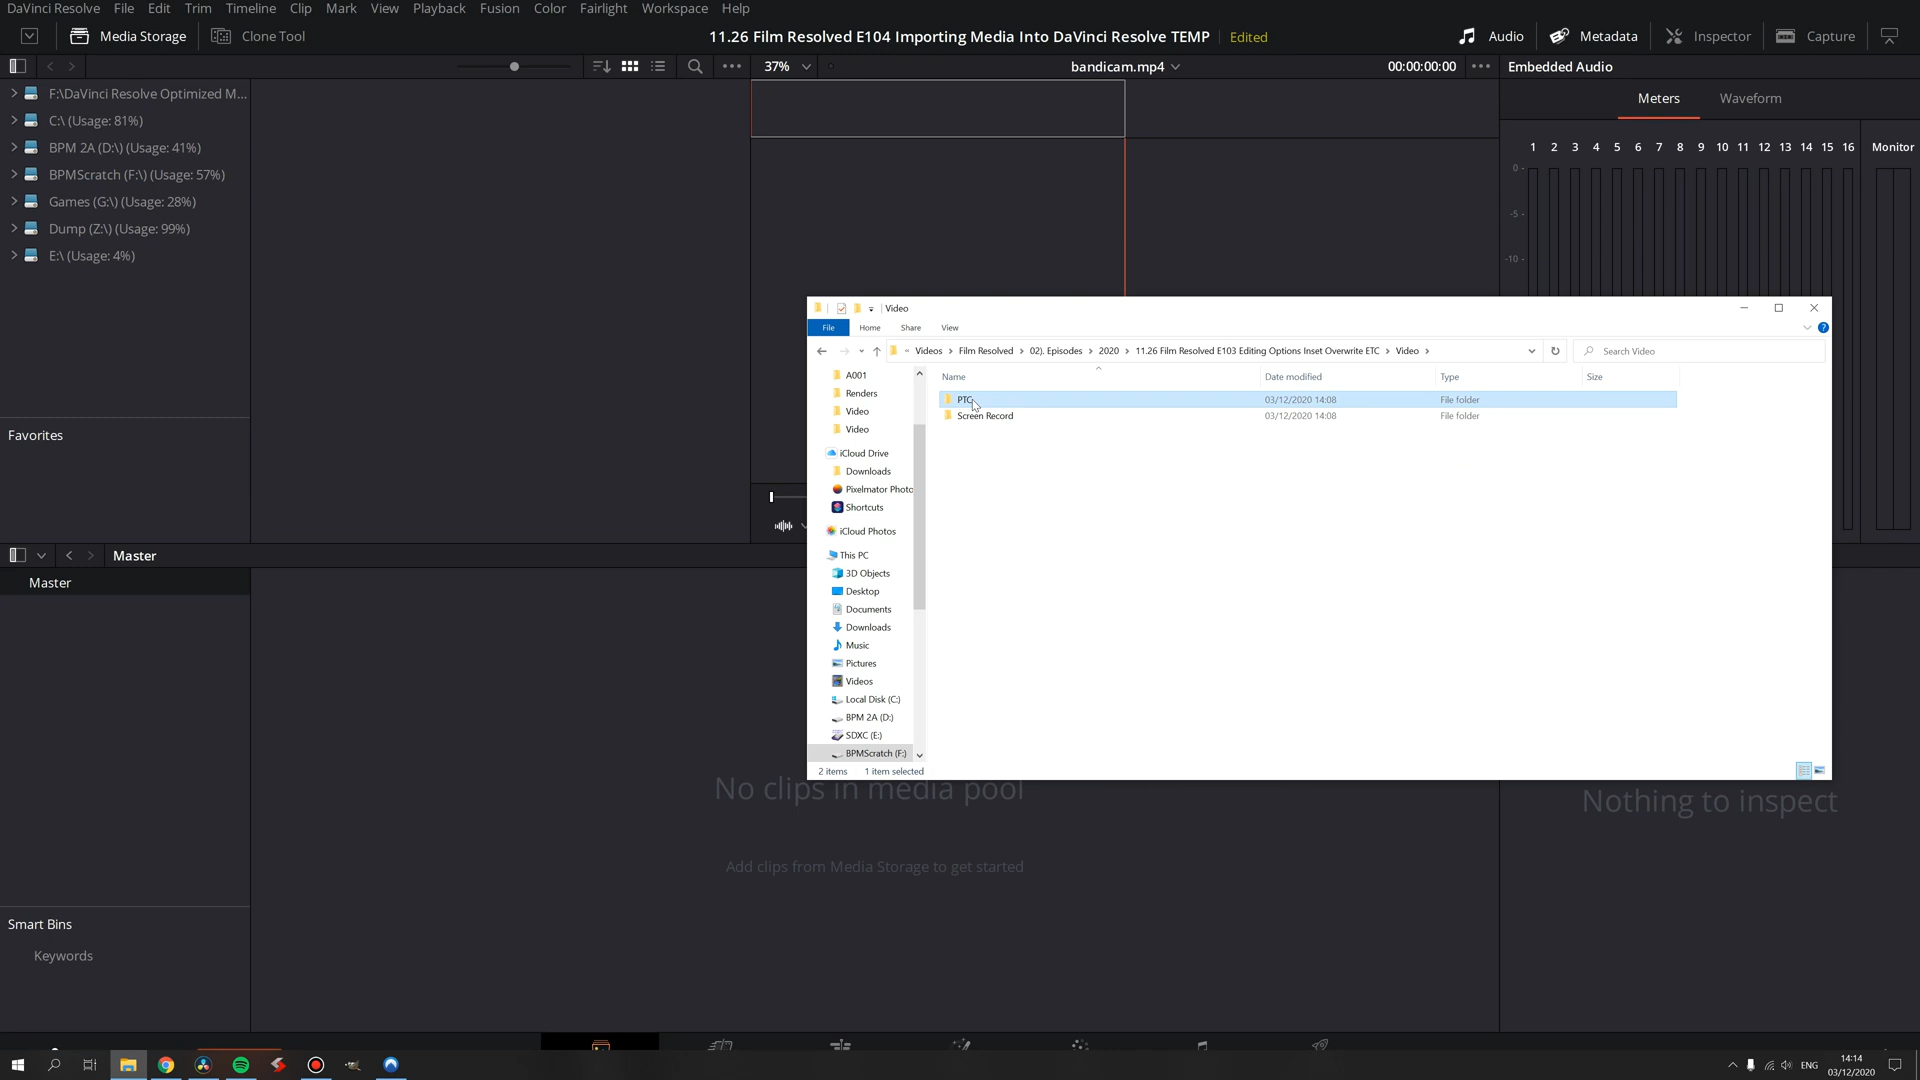 DaVinci Resolve File Edit Trim Timeline Clip Mark View Playback Fusion Color Fairlight Workspace Help
Media Storage Clone Tool 11.26 Film Resolved E104 Importing Media Into DaVinci Resolve TEMP Edited Audio Metadata Inspector Capture
37% bandicam.mp4 00:00:00:00 Embedded Audio
F:\DaVinci Resolve Optimized M...
C:\ (Usage: 81%)
BPM 2A (D:\) (Usage: 41%)
BPMScratch (F:\) (Usage: 57%)
Games (G:\) (Usage: 28%)
Dump (Z:\) (Usage: 99%)
E:\ (Usage: 4%)
Meters Waveform
1 2 3 4 5 6 7 8 9 10 11 12 13 14 15 16 Monitor
0
-5
-10
Favorites
Video
File Home Share View
« Videos › Film Resolved › 02). Episodes › 2020 › 11.26 Film Resolved E103 Editing Options Inset Overwrite ETC › Video ›
Search Video
Name Date modified Type Size
PTC 03/12/2020 14:08 File folder
Screen Record 03/12/2020 14:08 File folder
A001
Renders
Video
Video
iCloud Drive
Downloads
Pixelmator Photo
Shortcuts
iCloud Photos
This PC
3D Objects
Desktop
Documents
Downloads
Music
Pictures
Videos
Local Disk (C:)
BPM 2A (D:)
SDXC (E:)
BPMScratch (F:)
2 items 1 item selected
Master
Master
No clips in media pool
Add clips from Media Storage to get started
Nothing to inspect
Smart Bins
Keywords
ENG
14:14
03/12/2020